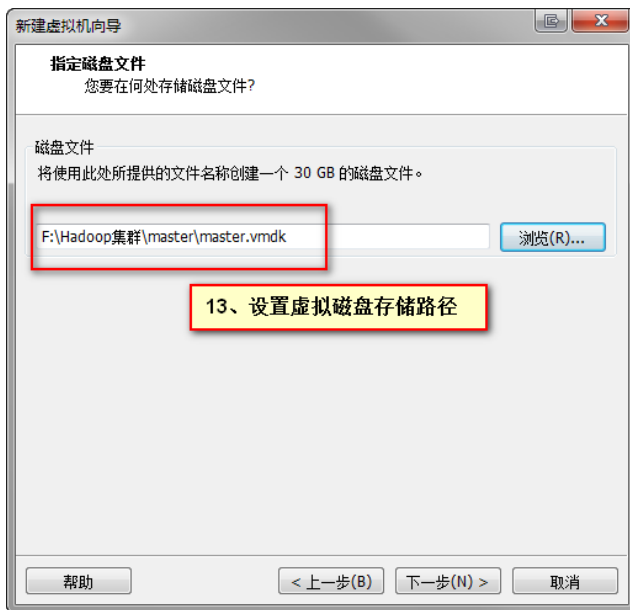 新建虚拟机向导
指定磁盘文件
您要在何处存储磁盘文件?
磁盘文件
将使用此处所提供的文件名称创建一个 30 GB 的磁盘文件。
F:\Hadoop集群\master\master.vmdk
浏览(R)...
13、设置虚拟磁盘存储路径
帮助
< 上一步(B)
下一步(N) >
取消